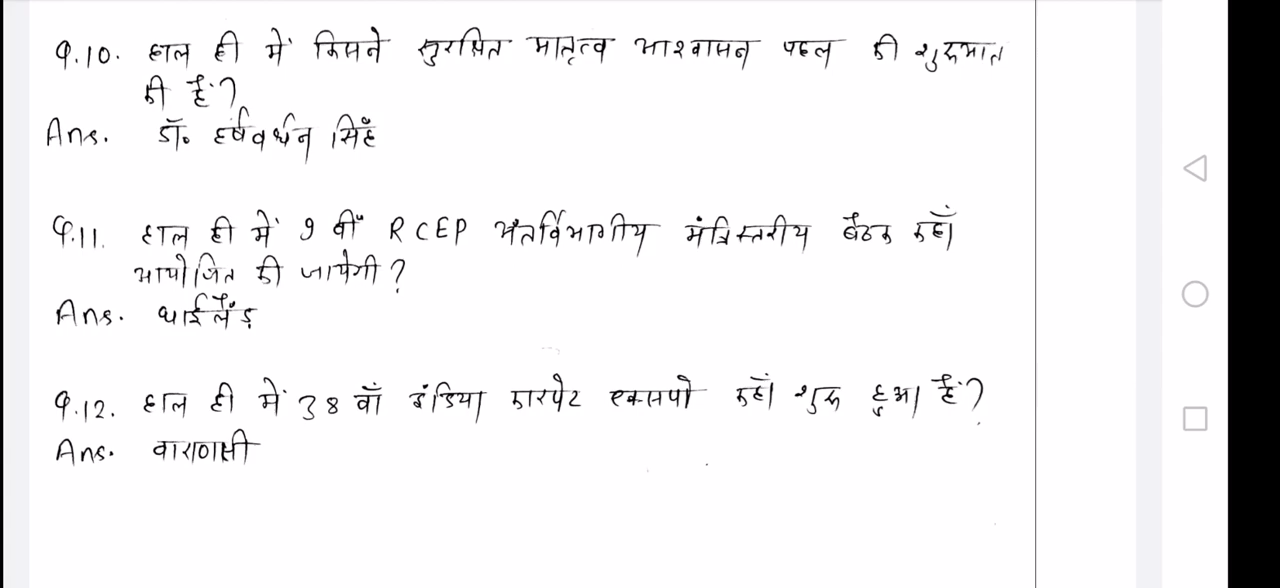 Q.10. हाल ही में किसने सुरक्षित मातृत्व आश्वासन पहल की शुरूआत
की हैं?
Ans. डॉ. हर्षवर्धन सिंह
Q.11. हाल ही में 9 वीं RCEP अंतर्विभागीय मंत्रिस्तरीय बैठक कहाँ
आयोजित की जायेगी?
Ans. थाईलैंड
Q.12. हाल ही में 38 वाँ इंडिया कारपेट एक्सपो कहाँ शुरू हुआ हैं?
Ans. वाराणसी